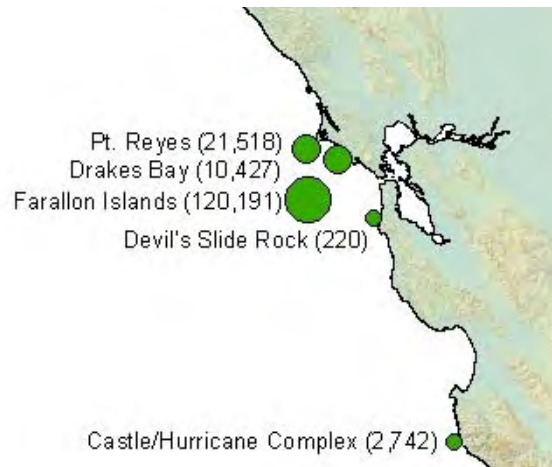 Pt. Reyes (21,518)
Drakes Bay (10,427)
Farallon Islands (120,191)
Devil's Slide Rock (220)
Castle/Hurricane Complex (2,742)